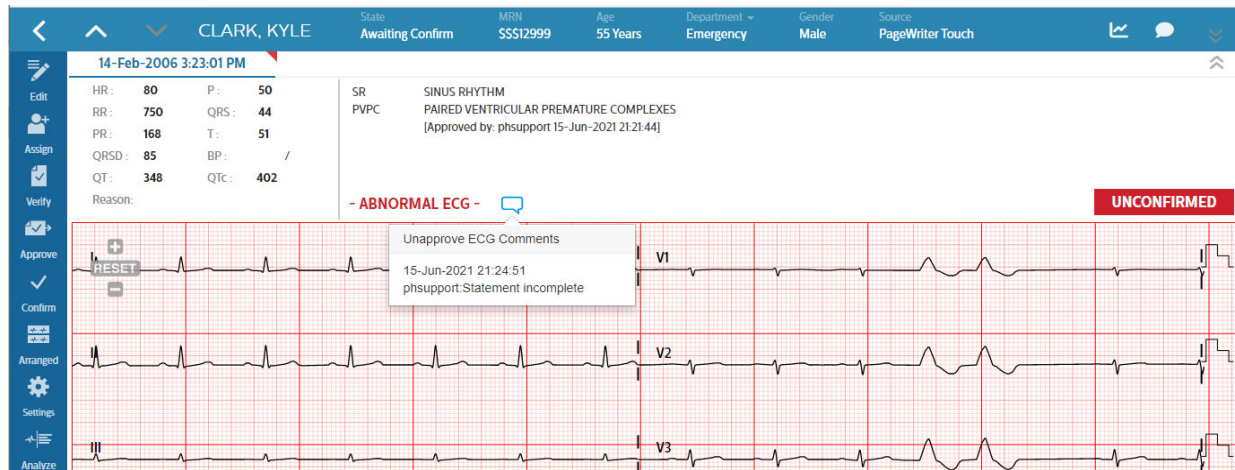 CLARK, KYLE
State
Awaiting Confirm
MRN
$$$12999
Age
55 Years
Department
Emergency
Gender
Male
Source
PageWriter Touch
Edit
Assign
Verify
Approve
Confirm
Arranged
Settings
Analyze
14-Feb-2006 3:23:01 PM
HR : 80 P : 50
RR : 750 QRS : 44
PR : 168 T : 51
QRSD : 85 BP : /
QT : 348 QTc : 402
Reason:
SR SINUS RHYTHM
PVPC PAIRED VENTRICULAR PREMATURE COMPLEXES
[Approved by: phsupport 15-Jun-2021 21:21:44]
- ABNORMAL ECG -
UNCONFIRMED
Unapprove ECG Comments
15-Jun-2021 21:24:51
phsupport:Statement incomplete
I
RESET
V1
II
V2
III
V3